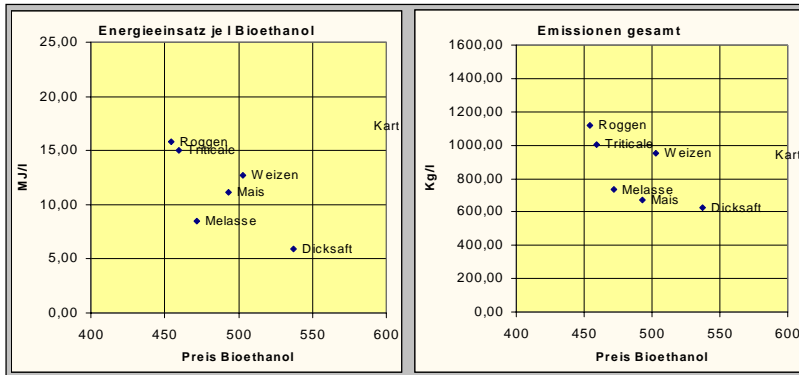 Energieeinsatz je l Bioethanol
25,00
20,00
15,00
10,00
5,00
0,00
MJ/l
Kart
Roggen
Triticale
Weizen
Mais
Melasse
Dicksaft
400
450
500
550
600
Preis Bioethanol
Emissionen gesamt
1600,00
1400,00
1200,00
1000,00
800,00
600,00
400,00
200,00
0,00
Kg/l
Roggen
Triticale
Weizen
Kart
Melasse
Mais
Dicksaft
400
450
500
550
600
Preis Bioethanol